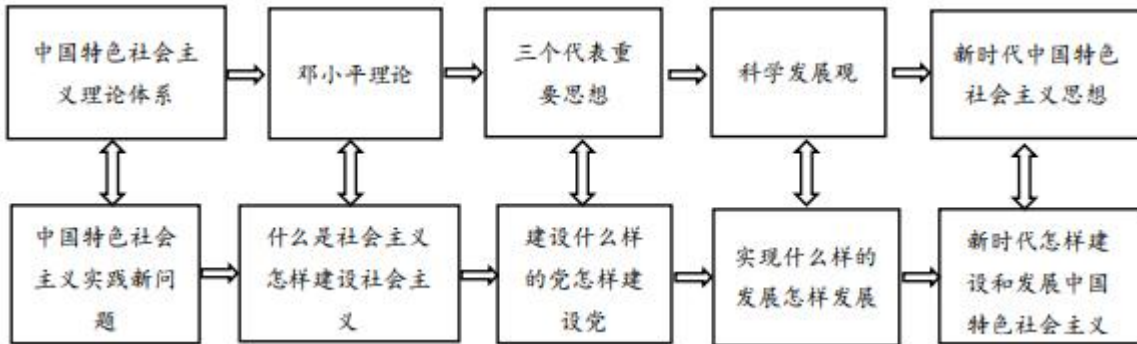 中国特色社会主
义理论体系
邓小平理论
三个代表重
要思想
科学发展观
新时代中国特色
社会主义思想
中国特色社会
主义实践新问
题
什么是社会主义
怎样建设社会主
义
建设什么样
的党怎样建
设党
实现什么样的
发展怎样发展
新时代怎样建
设和发展中国
特色社会主义